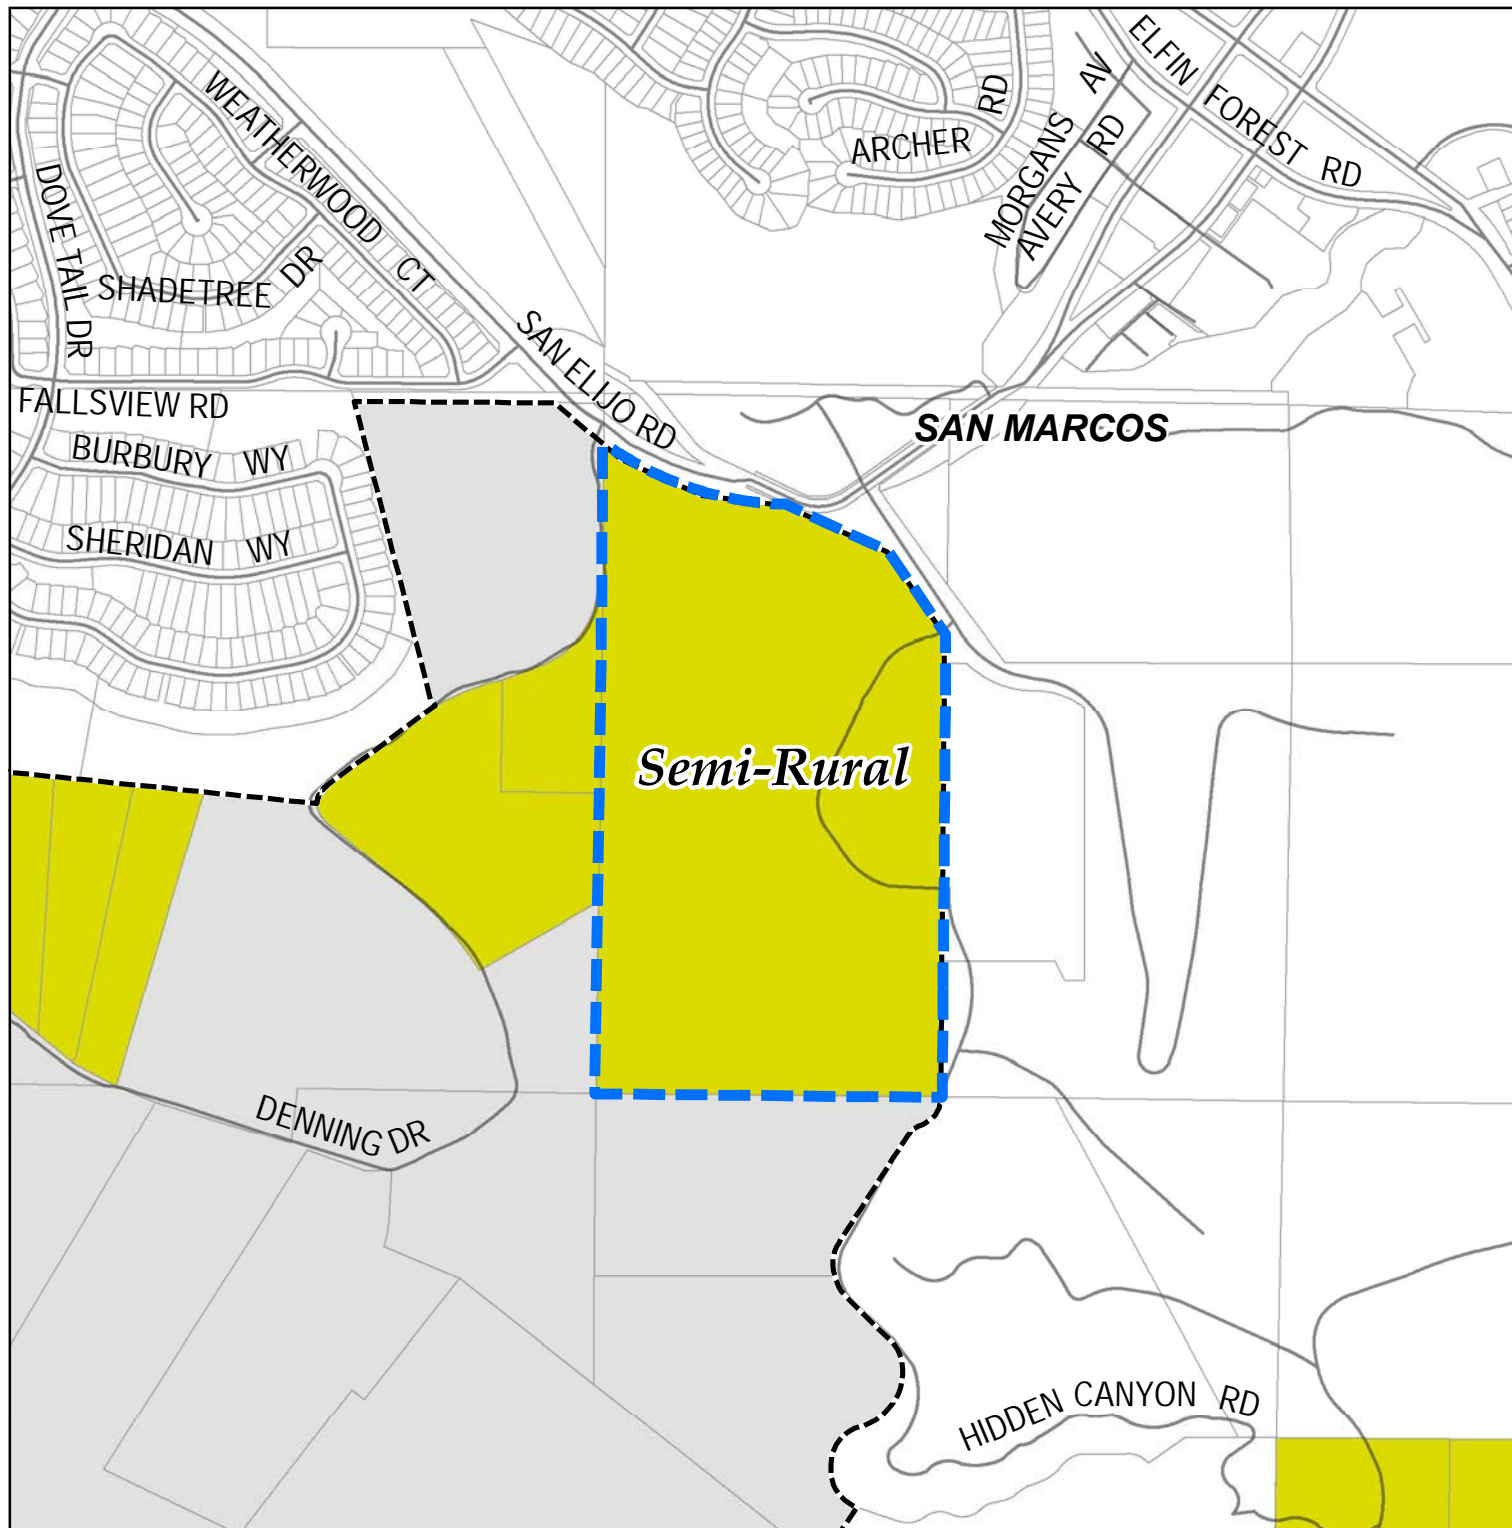 ELFIN FOREST RD
WEATHERWOOD CT
MORGANS AV
AVERY RD
ARCHER RD
DOVE TAIL DR
SHADETREE DR
SAN ELIJO RD
FALLSVIEW RD
SAN MARCOS
BURBURY WY
SHERIDAN WY
Semi-Rural
DENNING DR
HIDDEN CANYON RD